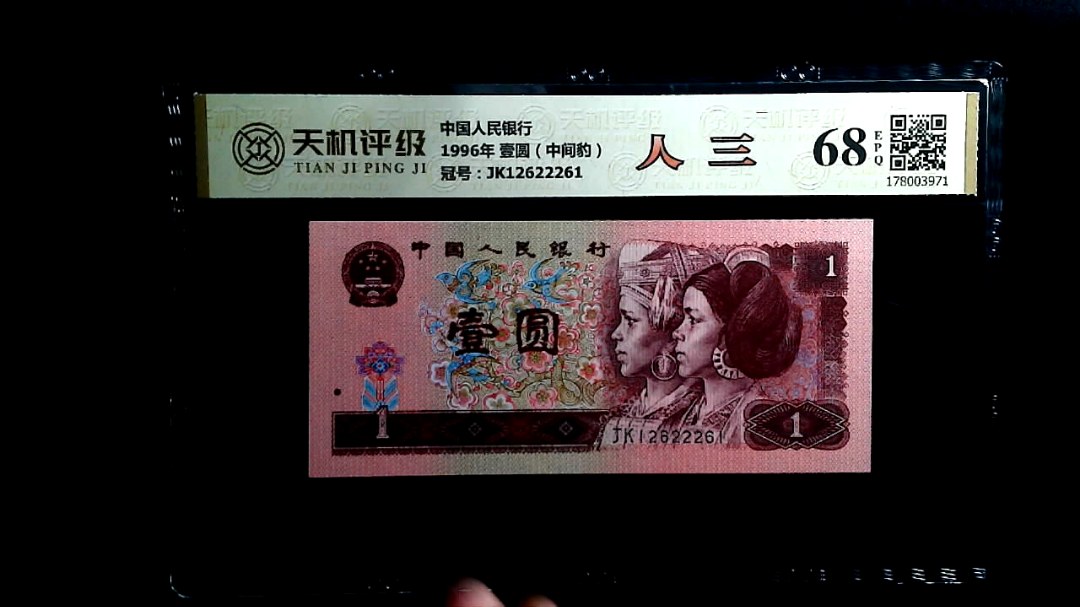 天机评级
TIAN JI PING JI
中国人民银行
1996年 壹圆（中间豹）
冠号：JK12622261
人 三
68
EPQ
178003971
中國人民银行
壹圆
1
1
JK12622261
1